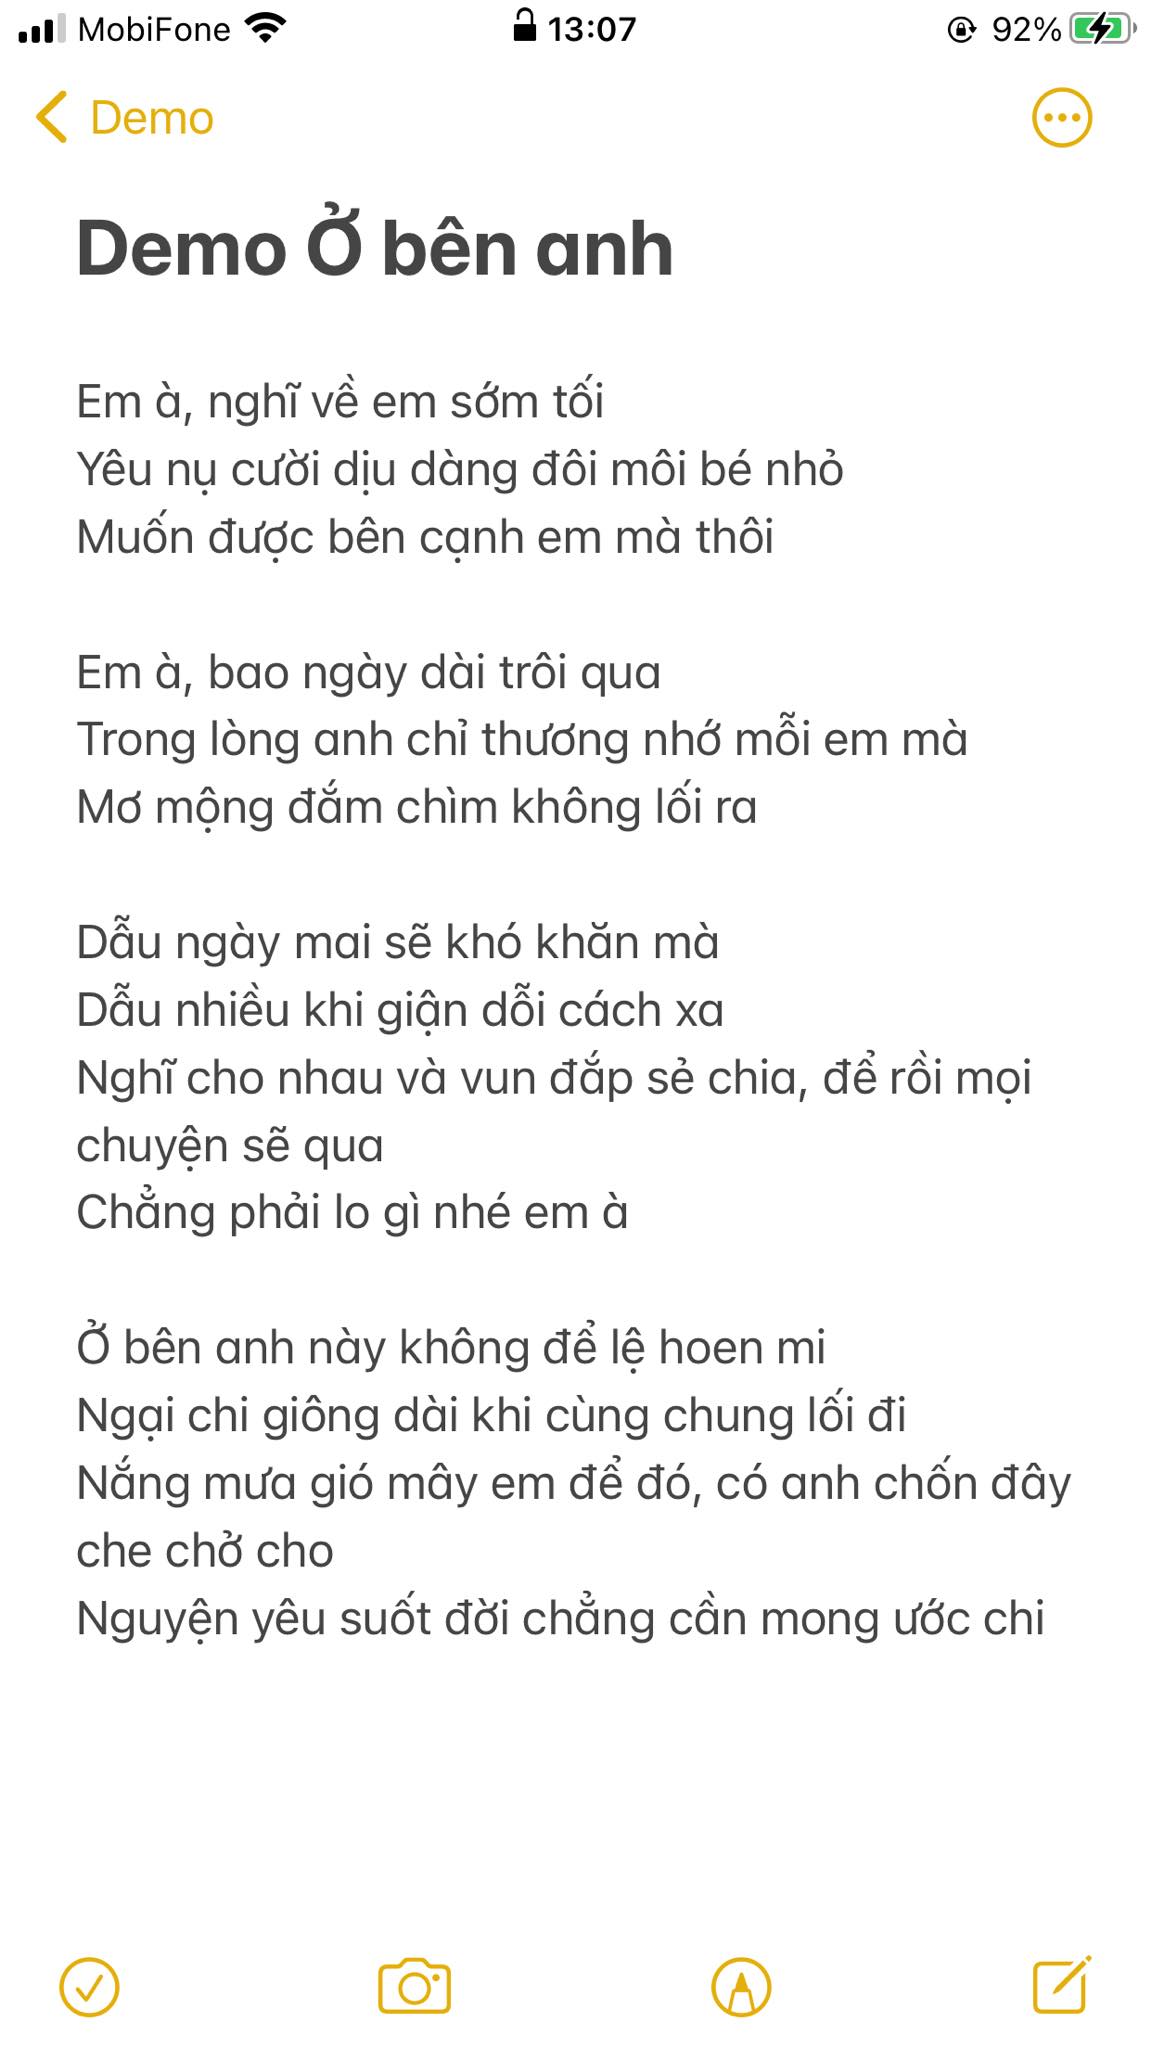 MobiFone 13:07 92%
Demo
Demo Ở bên anh
Em à, nghĩ về em sớm tối
Yêu nụ cười dịu dàng đôi môi bé nhỏ
Muốn được bên cạnh em mà thôi
Em à, bao ngày dài trôi qua
Trong lòng anh chỉ thương nhớ mỗi em mà
Mơ mộng đắm chìm không lối ra
Dẫu ngày mai sẽ khó khăn mà
Dẫu nhiều khi giận dỗi cách xa
Nghĩ cho nhau và vun đắp sẻ chia, để rồi mọi
chuyện sẽ qua
Chẳng phải lo gì nhé em à
Ở bên anh này không để lệ hoen mi
Ngại chi giông dài khi cùng chung lối đi
Nắng mưa gió mây em để đó, có anh chốn đây
che chở cho
Nguyện yêu suốt đời chẳng cần mong ước chi